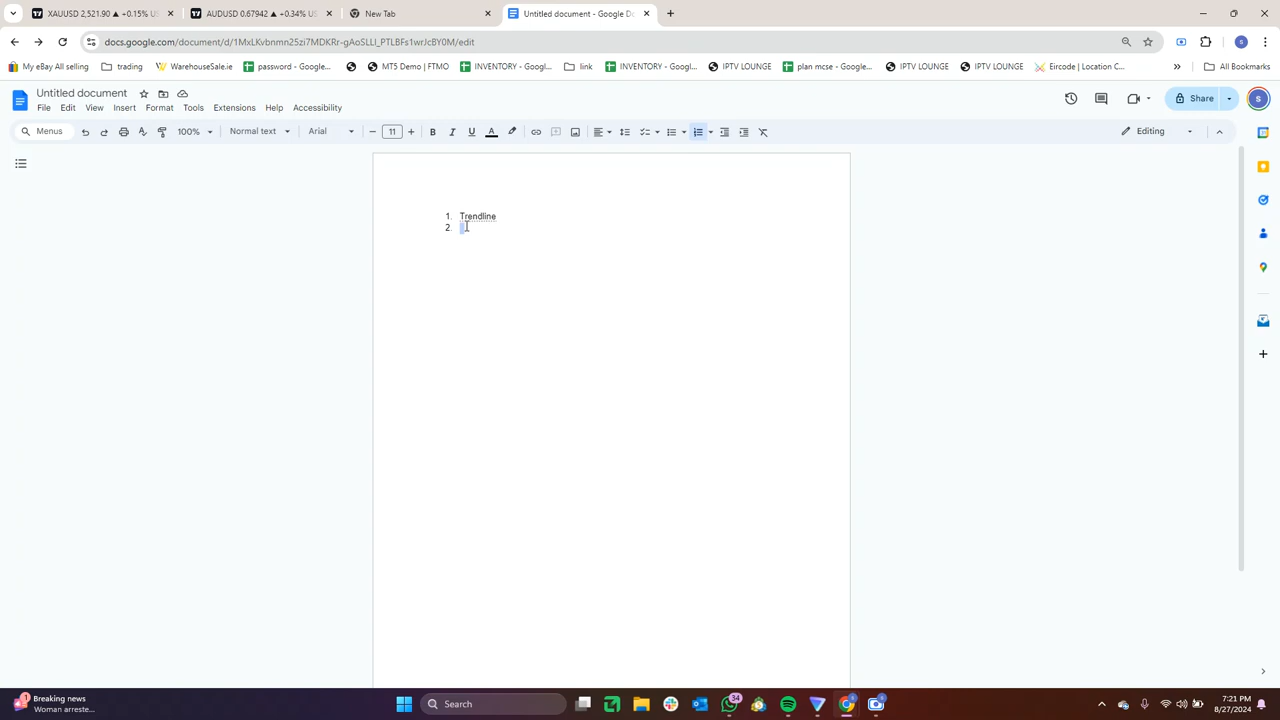 XAUUSD 2,521.90 ▲ +0.15% U
AUDUSD 0.67942 ▲ +0.34% U
New Tab
Untitled document - Google Do
docs.google.com/document/d/1MxLKvbnmn25zi7MDKRr-gAoSLLI_PTLBFs1wrJcBY0M/edit
My eBay All selling
trading
WarehouseSale.ie
password - Google...
MT5 Demo | FTMO
INVENTORY - Googl...
link
INVENTORY - Googl...
IPTV LOUNGE
plan mcse - Google...
IPTV LOUNGE
IPTV LOUNGE
Eircode | Location C...
All Bookmarks
Untitled document
Share
File Edit View Insert Format Tools Extensions Help Accessibility
Menus
100%
Normal text
Arial
11
Editing
1. Trendline
2.
Breaking news
Woman arreste...
Search
34
7:21 PM
8/27/2024